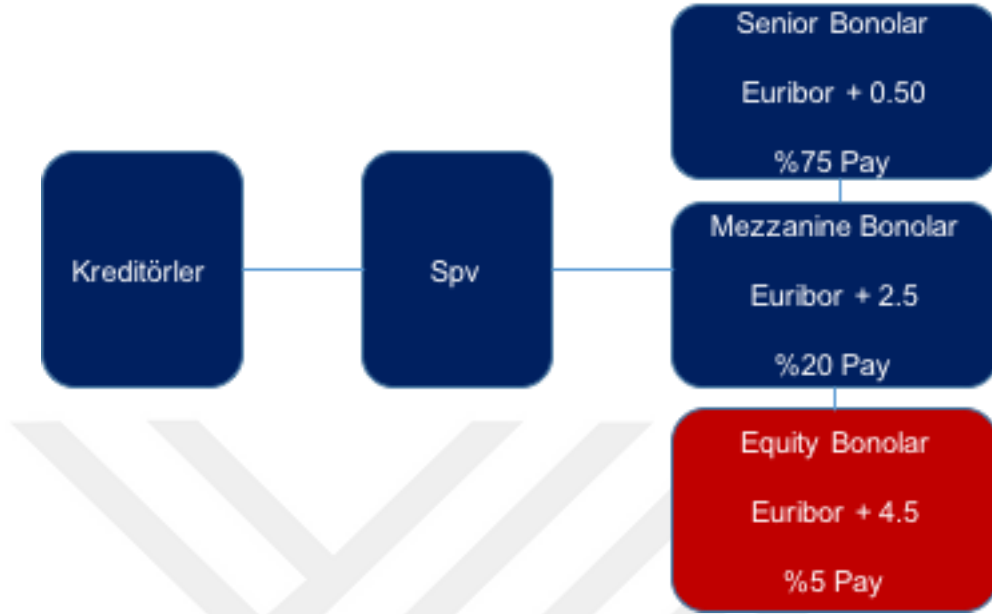 Kreditörler
Spv
Senior Bonolar
Euribor + 0.50
%75 Pay
Mezzanine Bonolar
Euribor + 2.5
%20 Pay
Equity Bonolar
Euribor + 4.5
%5 Pay